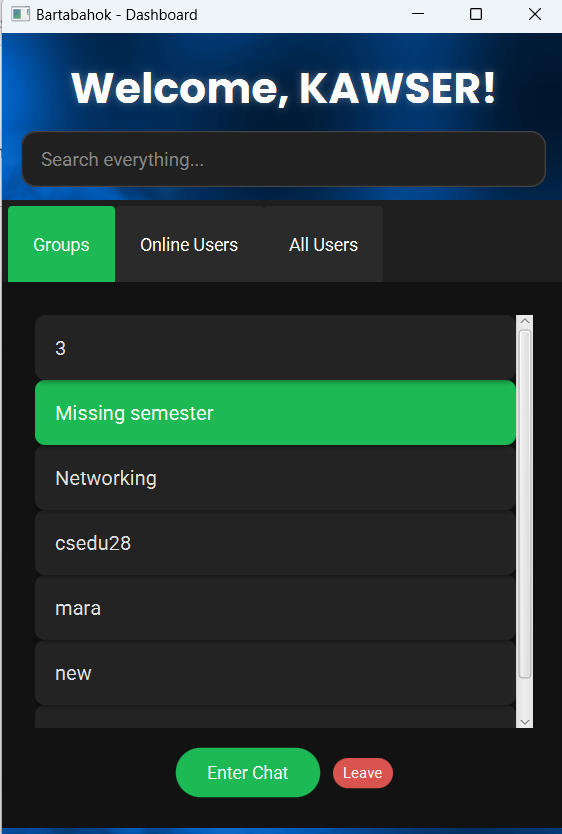 Bartabahok - Dashboard
Welcome, KAWSER!
Search everything...
Groups Online Users All Users
3
Missing semester
Networking
csedu28
mara
new
Enter Chat Leave